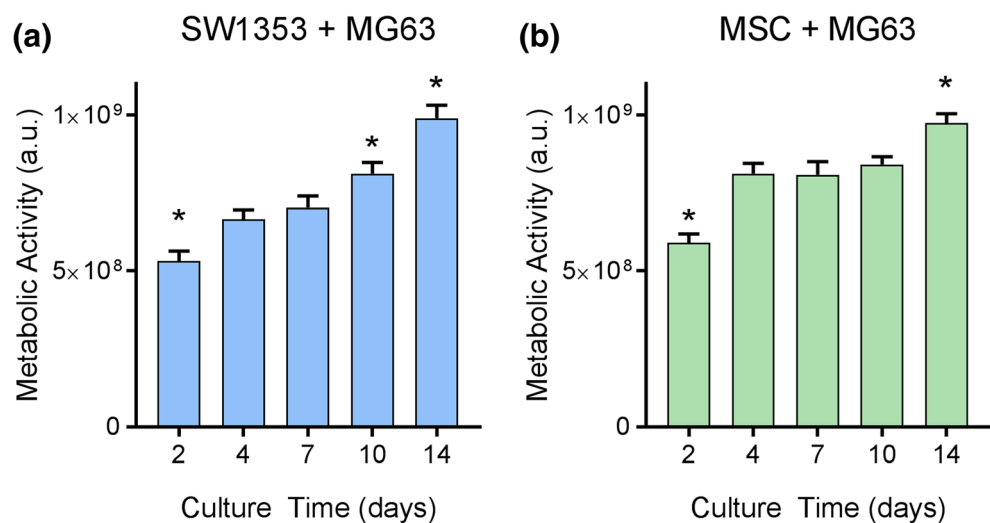 (a) SW1353 + MG63
Metabolic Activity (a.u.)
1×10⁹
5×10⁸
0
* * *
2 4 7 10 14
Culture Time (days)
(b) MSC + MG63
Metabolic Activity (a.u.)
1×10⁹
5×10⁸
0
* *
2 4 7 10 14
Culture Time (days)